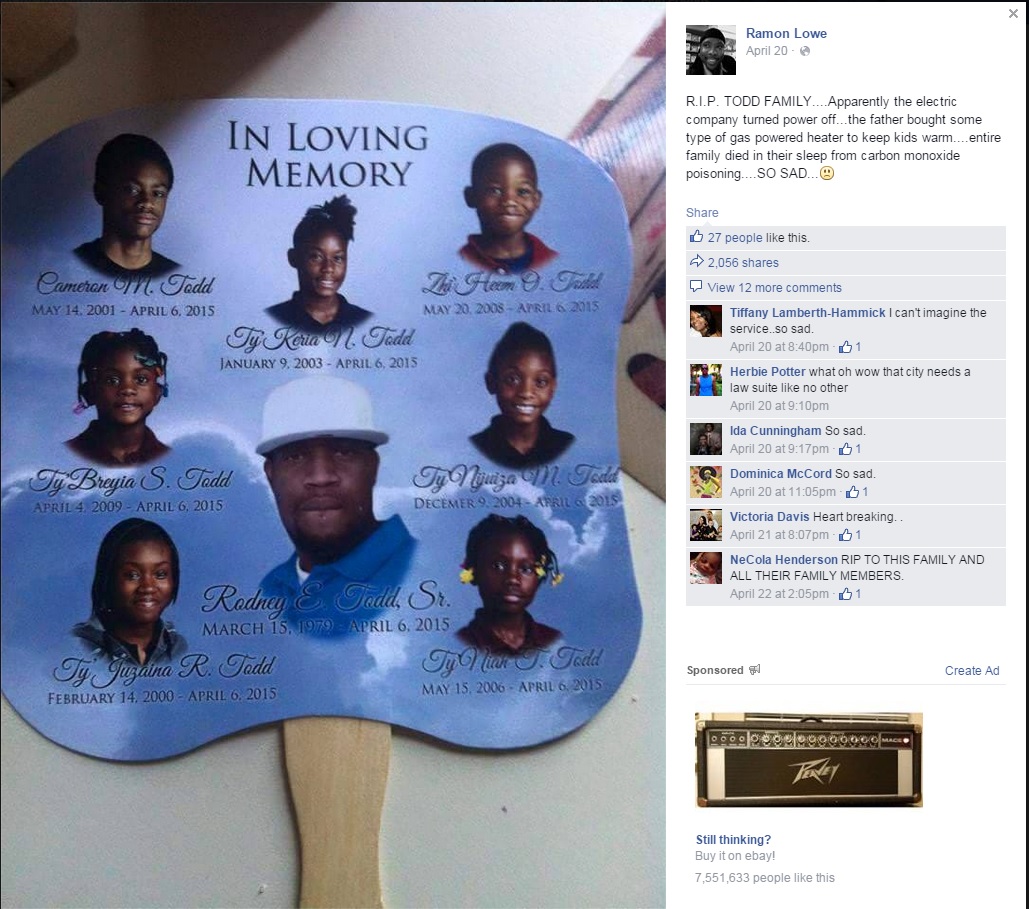 IN LOVING
MEMORY
Cameron M. Todd
MAY 14, 2001 - APRIL 6, 2015
Zhi'Heem O. Todd
MAY 20, 2008 - APRIL 6, 2015
Ty'Keria N. Todd
JANUARY 9, 2003 - APRIL 6, 2015
Ty'Breyia S. Todd
APRIL 4, 2009 - APRIL 6, 2015
Ty'Nijuiza M. Todd
DECEMER 9, 2004 - APRIL 6, 2015
Rodney E. Todd, Sr.
MARCH 15, 1979 - APRIL 6, 2015
Ty'Juzaina R. Todd
FEBRUARY 14, 2000 - APRIL 6, 2015
Ty'Niah T. Todd
MAY 15, 2006 - APRIL 6, 2015
Ramon Lowe
April 20 ·
R.I.P. TODD FAMILY....Apparently the electric
company turned power off...the father bought some
type of gas powered heater to keep kids warm....entire
family died in their sleep from carbon monoxide
poisoning....SO SAD...
Share
27 people like this.
2,056 shares
View 12 more comments
Tiffany Lamberth-Hammick I can't imagine the
service..so sad.
April 20 at 8:40pm · 1
Herbie Potter what oh wow that city needs a
law suite like no other
April 20 at 9:10pm
Ida Cunningham So sad.
April 20 at 9:17pm · 1
Dominica McCord So sad.
April 20 at 11:05pm · 1
Victoria Davis Heart breaking. .
April 21 at 8:07pm · 1
NeCola Henderson RIP TO THIS FAMILY AND
ALL THEIR FAMILY MEMBERS.
April 22 at 2:05pm · 1
Sponsored
Create Ad
MACE
PEAVEY
Still thinking?
Buy it on ebay!
7,551,633 people like this